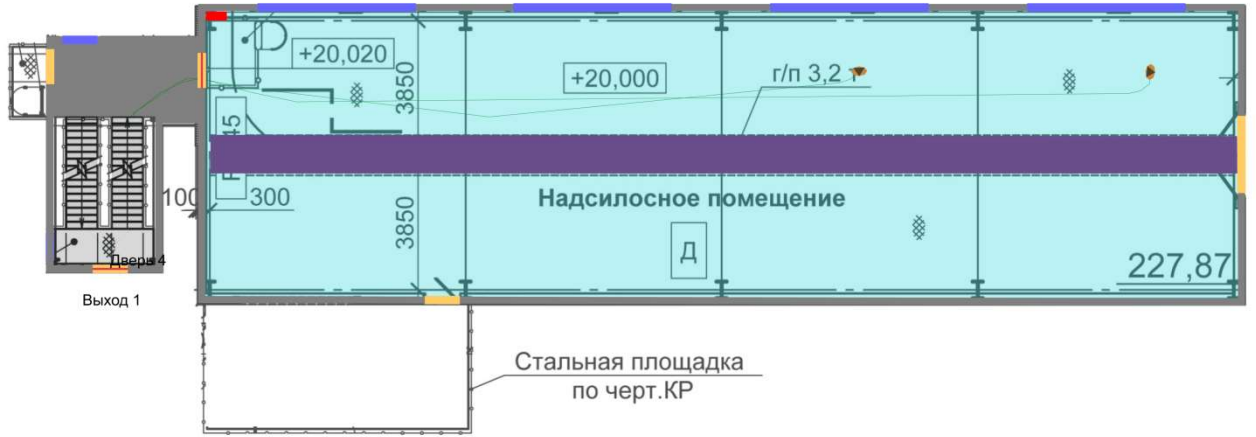 +20,020
+20,000
г/п 3,2
3850
45
100
300
Надсилосное помещение
3850
Д
227,87
Дверь 4
Выход 1
Стальная площадка
по черт.КР